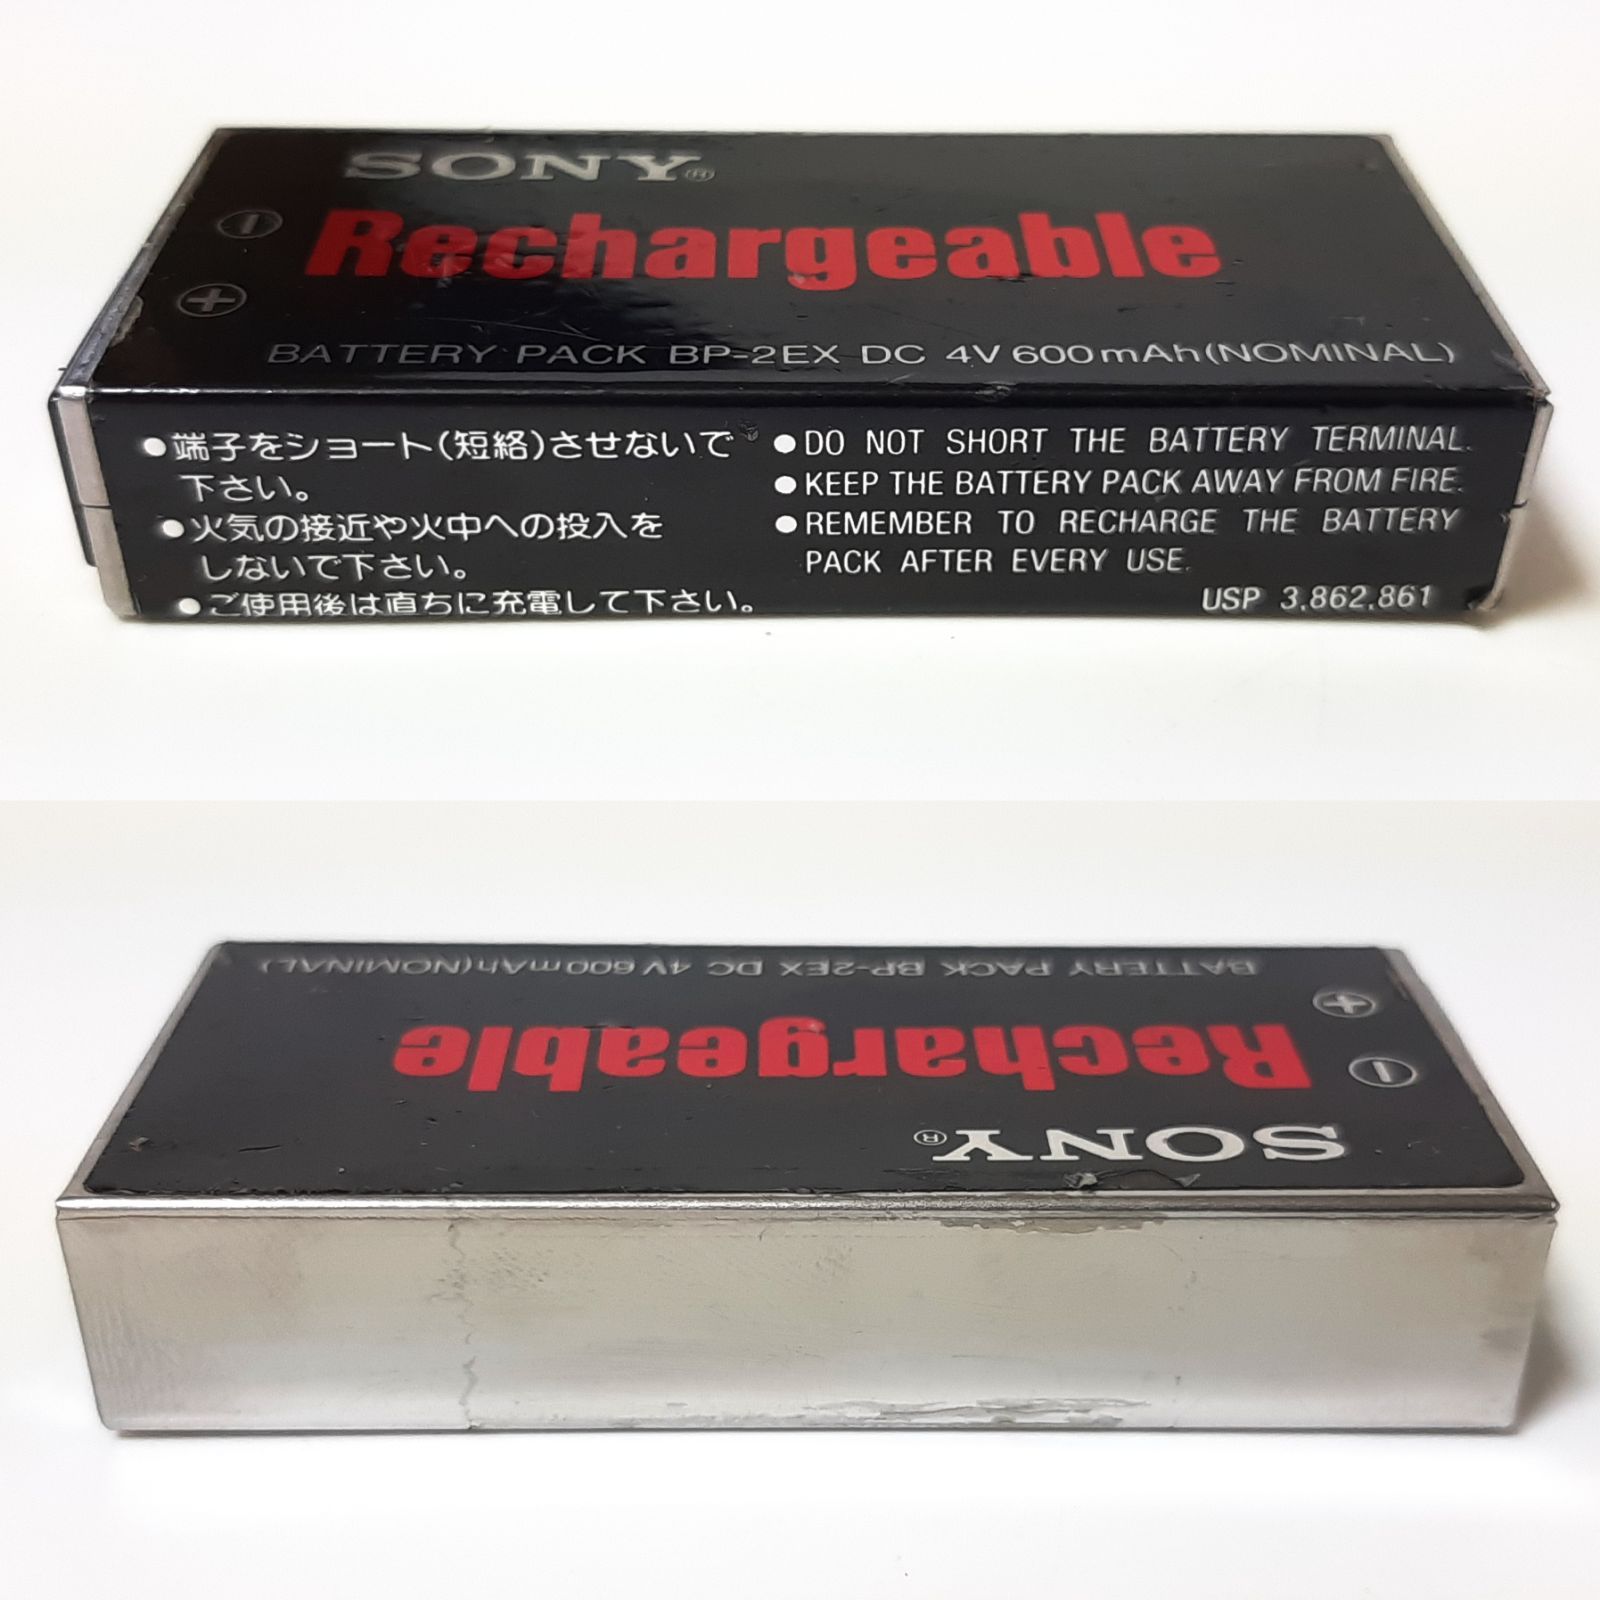 SONY®
Rechargeable
BATTERY PACK BP-2EX DC 4V 600mAh(NOMINAL)
●端子をショート(短絡)させないで
下さい。
●火気の接近や火中への投入を
しないで下さい。
●ご使用後は直ちに充電して下さい。
●DO NOT SHORT THE BATTERY TERMINAL.
●KEEP THE BATTERY PACK AWAY FROM FIRE.
●REMEMBER TO RECHARGE THE BATTERY
PACK AFTER EVERY USE.
USP 3,862,861
SONY®
Rechargeable
BATTERY PACK BP-2EX DC 4V 600mAh(NOMINAL)